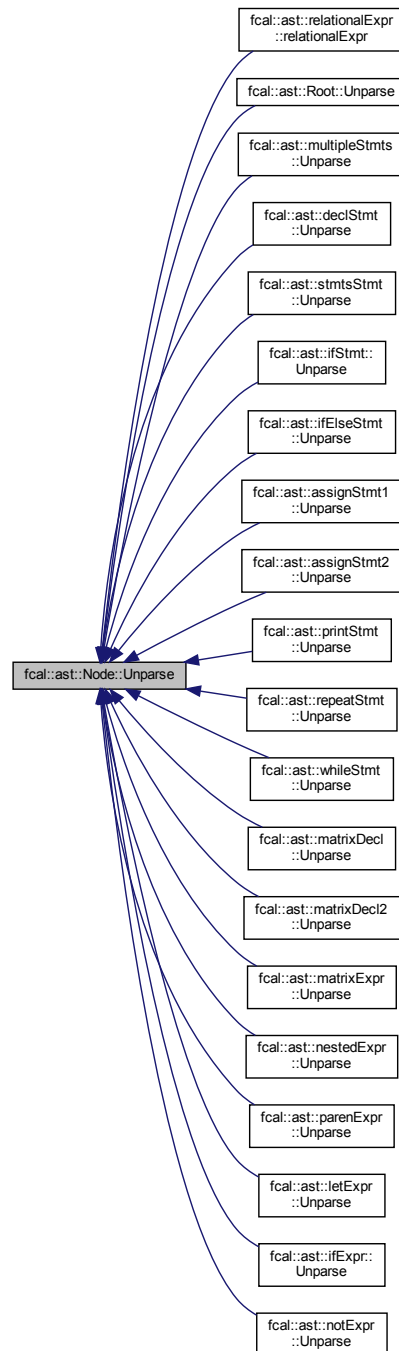 fcal::ast::relationalExpr
::relationalExpr
fcal::ast::Root::Unparse
fcal::ast::multipleStmts
::Unparse
fcal::ast::declStmt
::Unparse
fcal::ast::stmtsStmt
::Unparse
fcal::ast::ifStmt::
Unparse
fcal::ast::ifElseStmt
::Unparse
fcal::ast::assignStmt1
::Unparse
fcal::ast::assignStmt2
::Unparse
fcal::ast::printStmt
::Unparse
fcal::ast::Node::Unparse
fcal::ast::repeatStmt
::Unparse
fcal::ast::whileStmt
::Unparse
fcal::ast::matrixDecl
::Unparse
fcal::ast::matrixDecl2
::Unparse
fcal::ast::matrixExpr
::Unparse
fcal::ast::nestedExpr
::Unparse
fcal::ast::parenExpr
::Unparse
fcal::ast::letExpr
::Unparse
fcal::ast::ifExpr::
Unparse
fcal::ast::notExpr
::Unparse